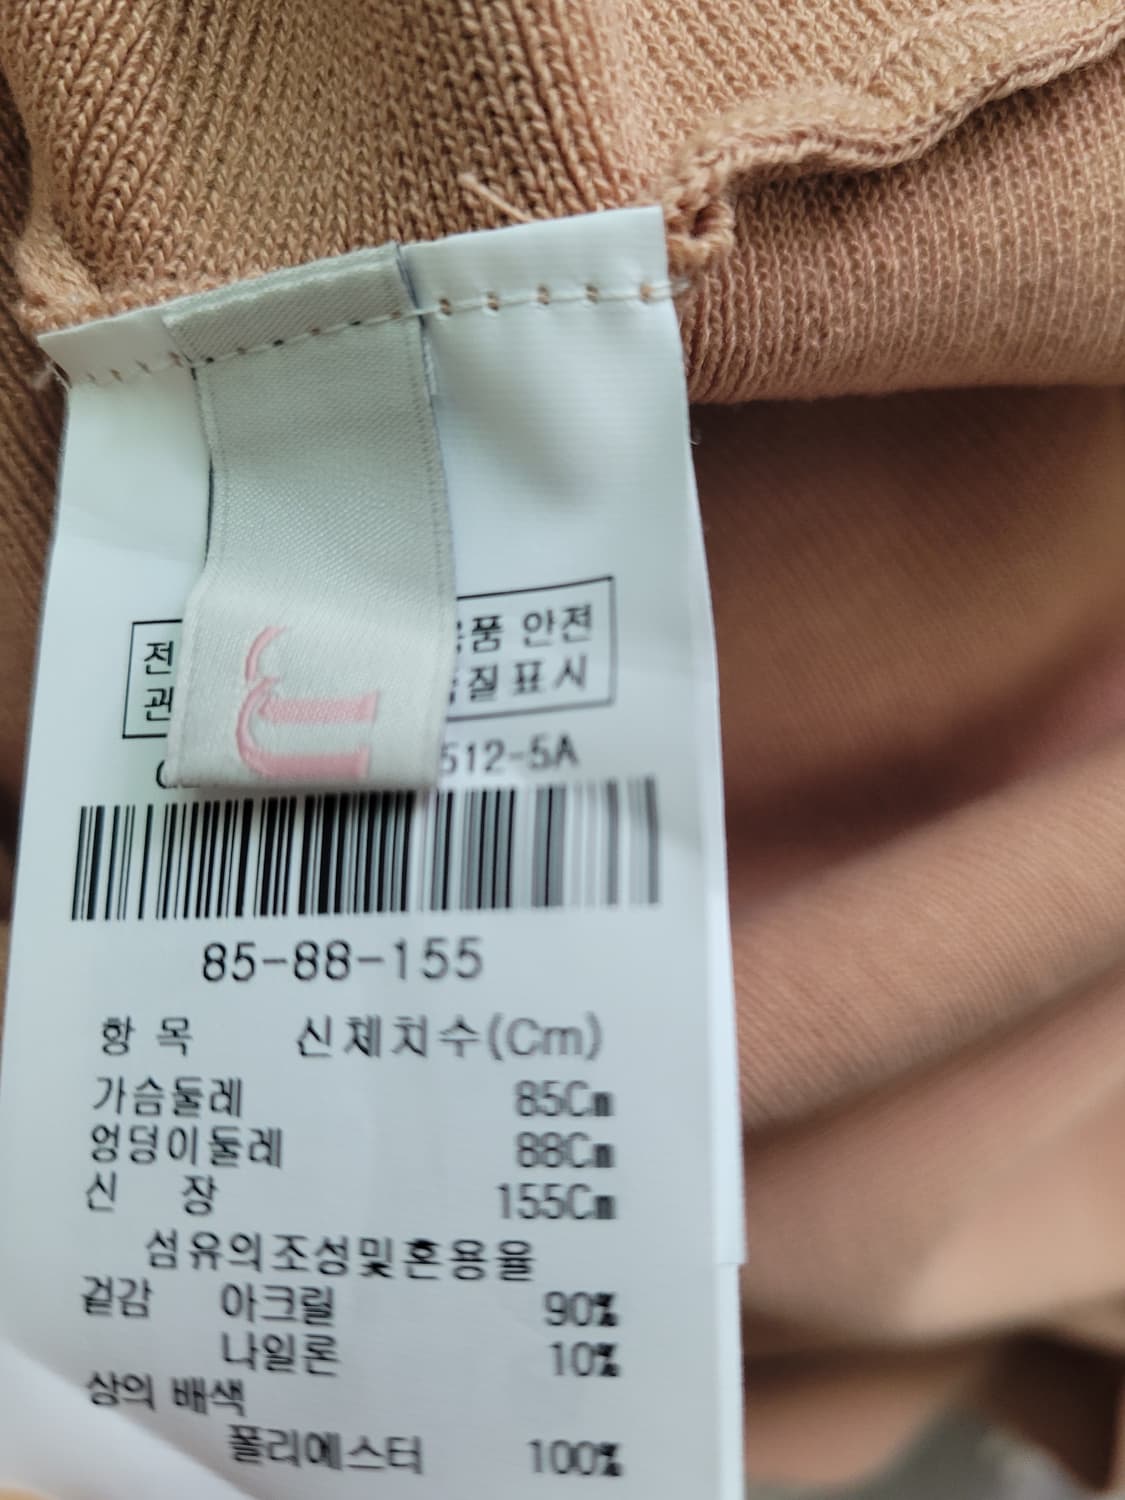 전 품 안전
관 질표시
512-5A
JJ
85-88-155
항 목 신체치수(Cm)
가슴둘레 85Cm
엉덩이둘레 88Cm
신 장 155Cm
섬유의조성및혼용율
겉감 아크릴 90%
나일론 10%
상의 배색
폴리에스터 100%